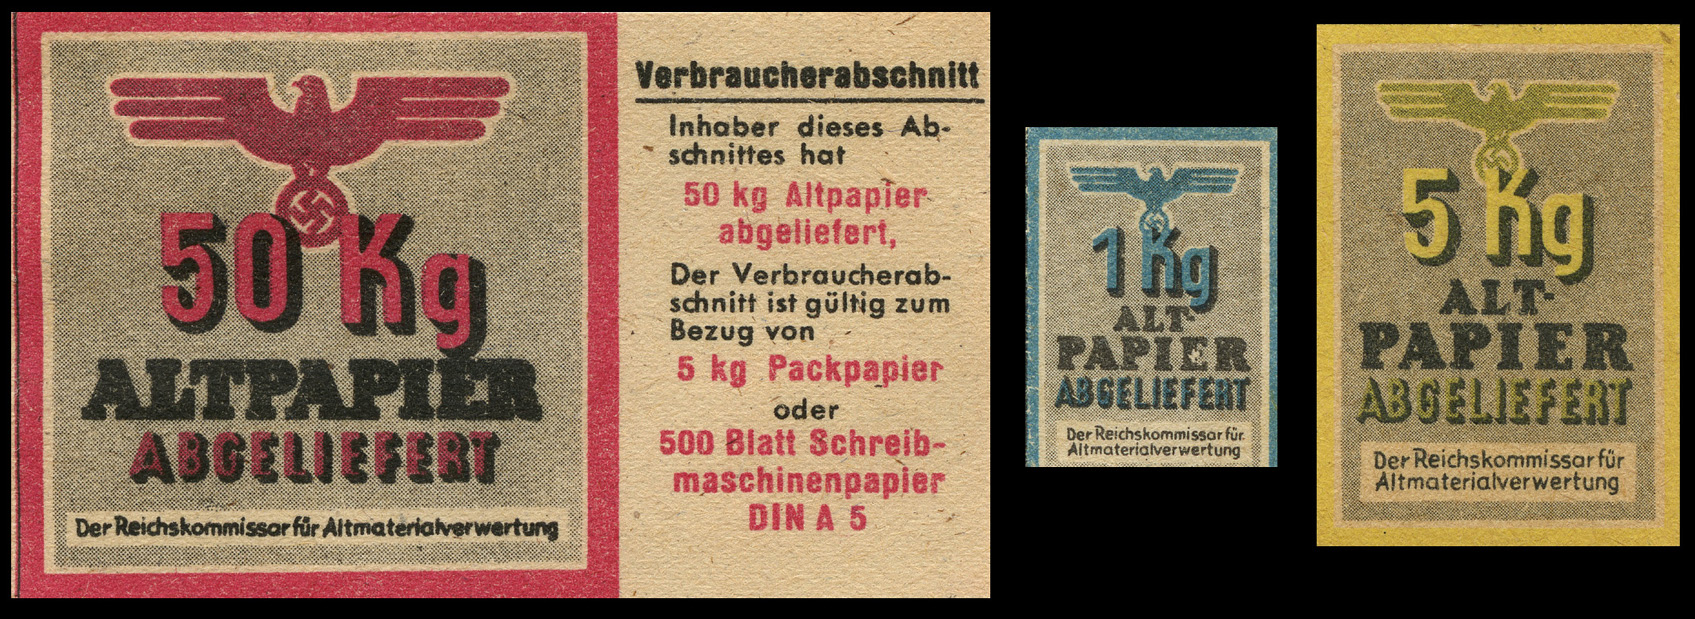 50 Kg
ALTPAPIER
ABGELIEFERT
Der Reichskommissar für Altmaterialverwertung
Verbraucherabschnitt
Inhaber dieses Ab-
schnittes hat
50 kg Altpapier
abgeliefert,
Der Verbraucherab-
schnitt ist gültig zum
Bezug von
5 kg Packpapier
oder
500 Blatt Schreib-
maschinenpapier
DIN A 5
1 Kg
ALT-
PAPIER
ABGELIEFERT
Der Reichskommissar für
Altmaterialverwertung
5 Kg
ALT-
PAPIER
ABGELIEFERT
Der Reichskommissar für
Altmaterialverwertung